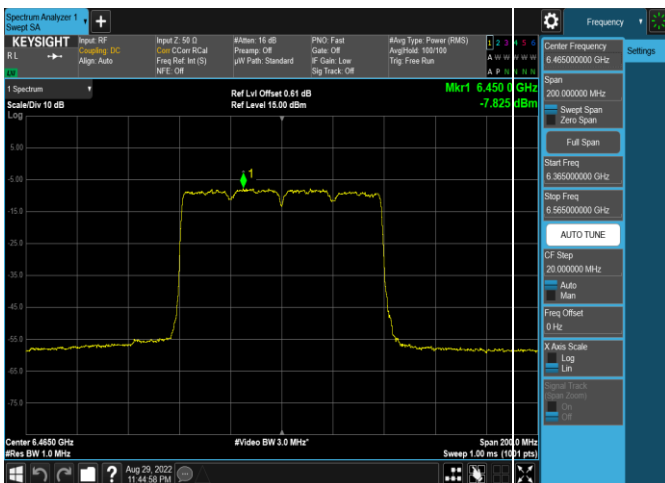 Spectrum Analyzer 1
Swept SA
Frequency
KEYSIGHT
R L
LV
Input: RF
Coupling: DC
Align: Auto
Input Z: 50 Ω
Corr CCorr RCal
Freq Ref: Int (S)
NFE: Off
#Atten: 16 dB
Preamp: Off
µW Path: Standard
PNO: Fast
Gate: Off
IF Gain: Low
Sig Track: Off
#Avg Type: Power (RMS)
Avg|Hold: 100/100
Trig: Free Run
1 2 3 4 5 6
A W W W W W
A P N N N N
1 Spectrum
Scale/Div 10 dB
Log
Ref Lvl Offset 0.61 dB
Ref Level 15.00 dBm
Mkr1 6.450 0 GHz
-7.825 dBm
1
5.00
-5.00
-15.0
-25.0
-35.0
-45.0
-55.0
-65.0
-75.0
Center 6.4650 GHz
#Res BW 1.0 MHz
#Video BW 3.0 MHz*
Span 200.0 MHz
Sweep 1.00 ms (1001 pts)
Aug 29, 2022
11:44:58 PM
Center Frequency
6.465000000 GHz
Settings
Span
200.000000 MHz
Swept Span
Zero Span
Full Span
Start Freq
6.365000000 GHz
Stop Freq
6.565000000 GHz
AUTO TUNE
CF Step
20.000000 MHz
Auto
Man
Freq Offset
0 Hz
X Axis Scale
Log
Lin
Signal Track
(Span Zoom)
On
Off